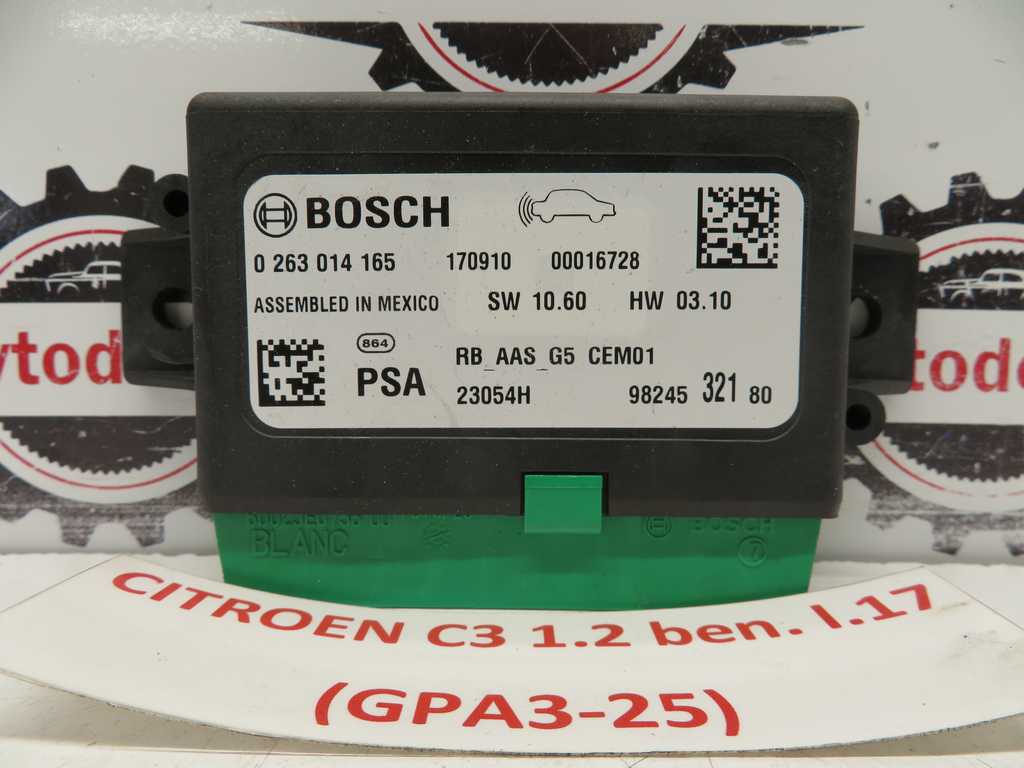 BOSCH
0 263 014 165 170910 00016728
ASSEMBLED IN MEXICO SW 10.60 HW 03.10
864
RB_AAS_G5 CEM01
PSA
23054H 98245 321 80
BLANC
BOSCH
CITROEN C3 1.2 ben. l.17
(GPA3-25)